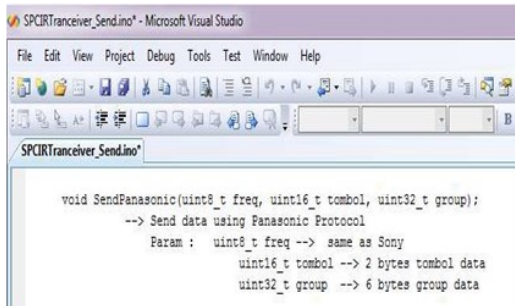 SPCIRTranceiver_Send.ino* - Microsoft Visual Studio
File Edit View Project Debug Tools Test Window Help
B
SPCIRTranceiver_Send.ino*
void SendPanasonic(uint8_t freq, uint16_t tombol, uint32_t group);
--> Send data using Panasonic Protocol
Param : uint8_t freq --> same as Sony
uint16_t tombol --> 2 bytes tombol data
uint32_t group --> 6 bytes group data